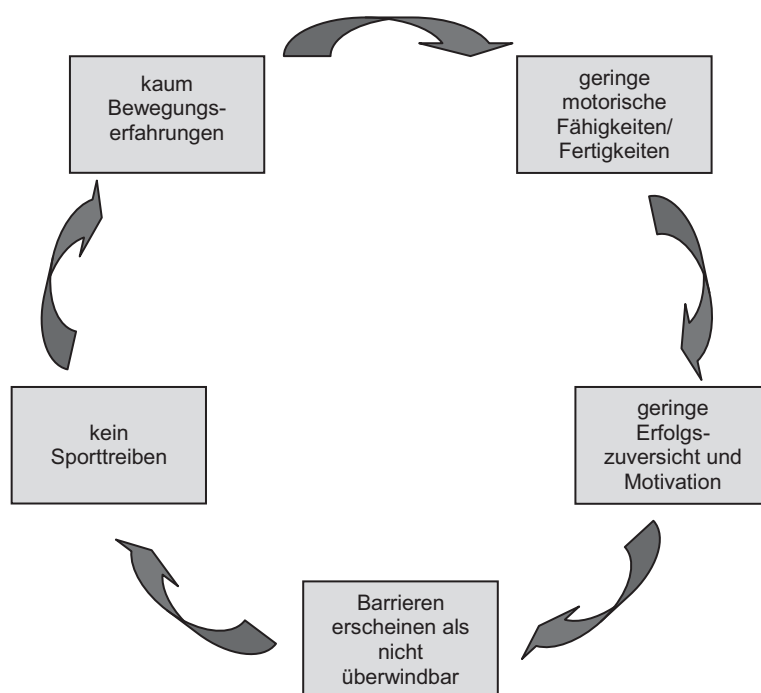 kaum
Bewegungs-
erfahrungen
geringe
motorische
Fähigkeiten/
Fertigkeiten
geringe
Erfolgs-
zuversicht und
Motivation
Barrieren
erscheinen als
nicht
überwindbar
kein
Sporttreiben